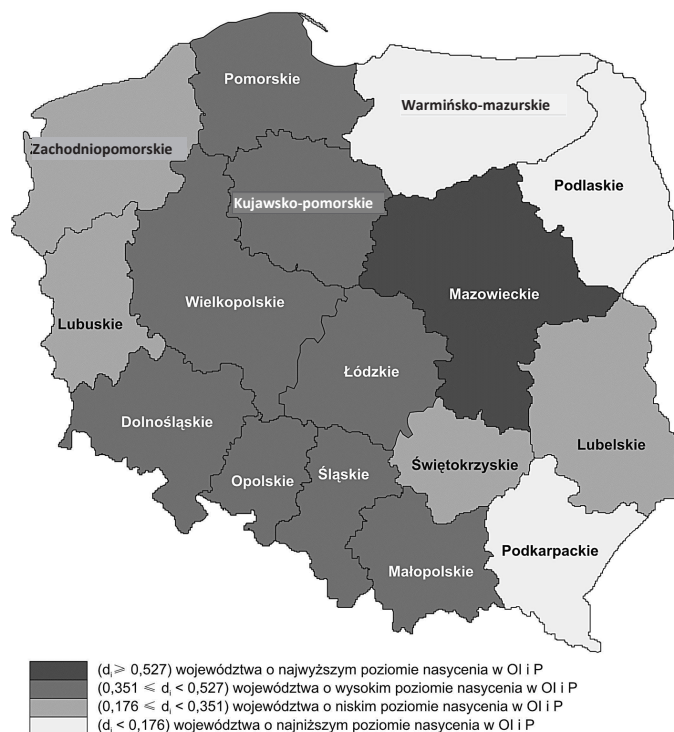 Pomorskie
Warmińsko-mazurskie
Zachodniopomorskie
Podlaskie
Kujawsko-pomorskie
Mazowieckie
Wielkopolskie
Lubuskie
Łódzkie
Dolnośląskie
Lubelskie
Świętokrzyskie
Śląskie
Opolskie
Podkarpackie
Małopolskie
(di ⩾ 0,527) województwa o najwyższym poziomie nasycenia w OI i P
(0,351 ⩽ di < 0,527) województwa o wysokim poziomie nasycenia w OI i P
(0,176 ⩽ di < 0,351) województwa o niskim poziomie nasycenia w OI i P
(di < 0,176) województwa o najniższym poziomie nasycenia w OI i P